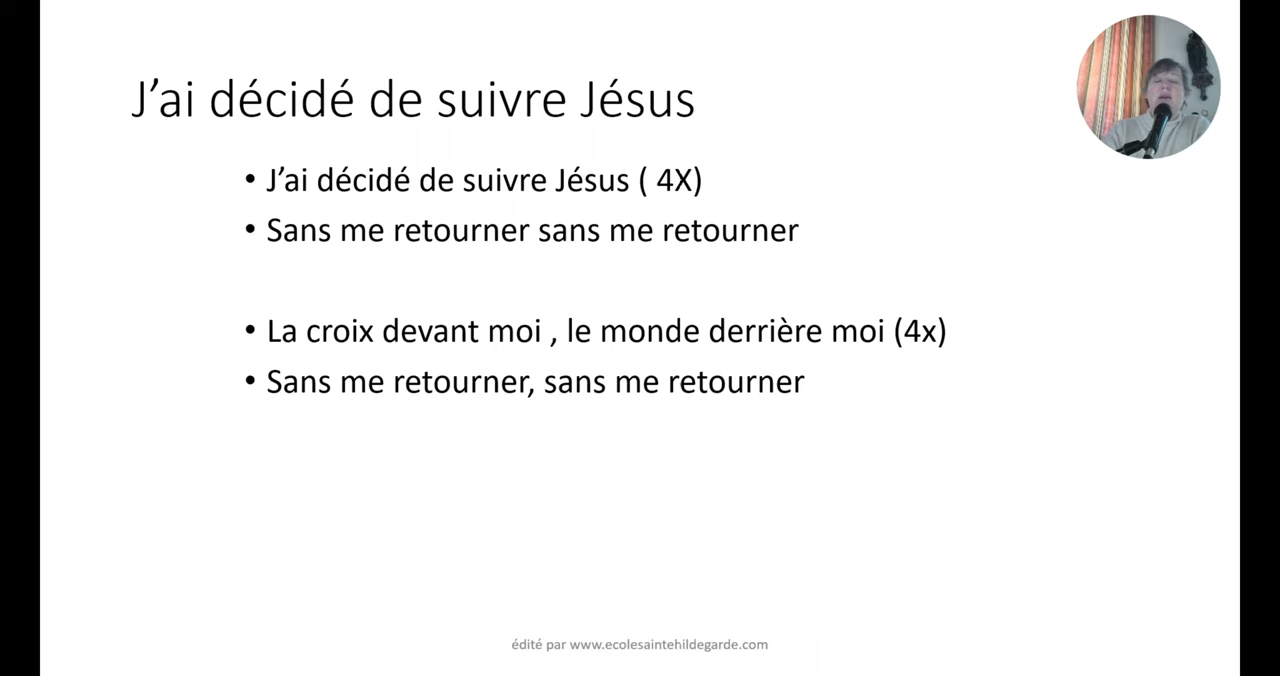 J’ai décidé de suivre Jésus
• J’ai décidé de suivre Jésus ( 4X)
• Sans me retourner sans me retourner
• La croix devant moi , le monde derrière moi (4x)
• Sans me retourner, sans me retourner
édité par www.ecolesaintehildegarde.com